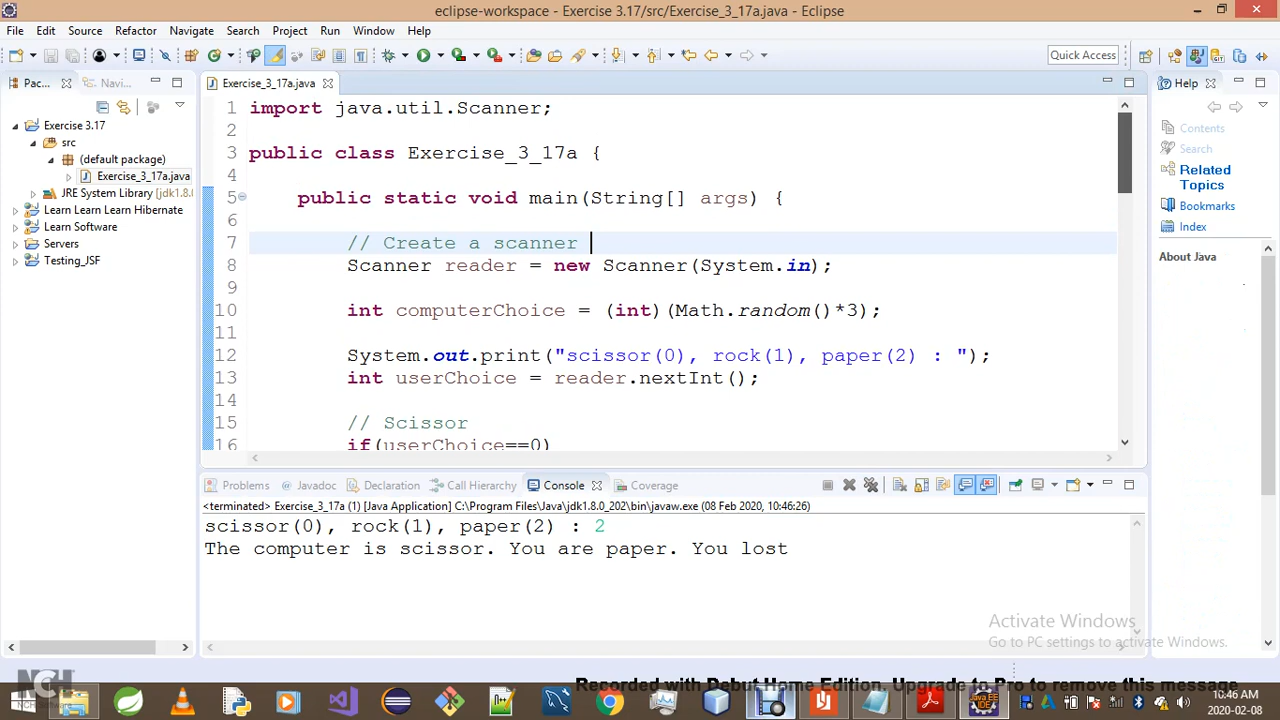 eclipse-workspace - Exercise 3.17/src/Exercise_3_17a.java - Eclipse
File Edit Source Refactor Navigate Search Project Run Window Help
Quick Access
Pac... Navi...
Exercise_3_17a.java
Help
Exercise 3.17
src
(default package)
Exercise_3_17a.java
JRE System Library [jdk1.8.0
Learn Learn Learn Hibernate
Learn Software
Servers
Testing_JSF
1 import java.util.Scanner;
2
3 public class Exercise_3_17a {
4
5 public static void main(String[] args) {
6
7 // Create a scanner
8 Scanner reader = new Scanner(System.in);
9
10 int computerChoice = (int)(Math.random()*3);
11
12 System.out.print("scissor(0), rock(1), paper(2) : ");
13 int userChoice = reader.nextInt();
14
15 // Scissor
16 if(userChoice==0)
Contents
Search
Related
Topics
Bookmarks
Index
About Java
Problems Javadoc Declaration Call Hierarchy Console Coverage
<terminated> Exercise_3_17a (1) [Java Application] C:\Program Files\Java\jdk1.8.0_202\bin\javaw.exe (08 Feb 2020, 10:46:26)
scissor(0), rock(1), paper(2) : 2
The computer is scissor. You are paper. You lost
Activate Windows
Go to PC settings to activate Windows.
NCH
NCH Software
Recorded with Debut Home Edition. Upgrade to Pro to remove this message
10:46 AM
2020-02-08